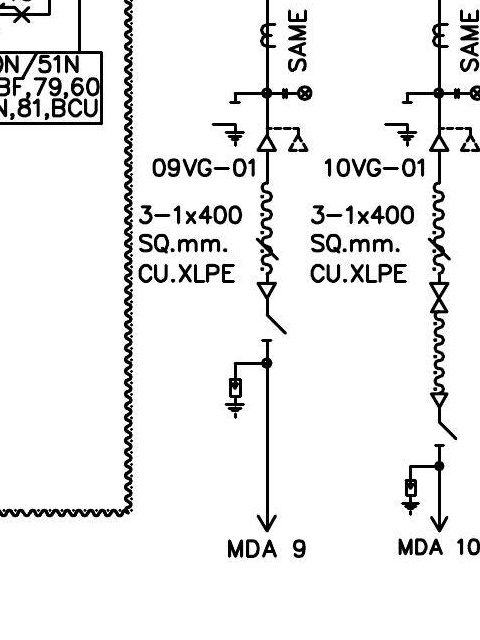 SAME
SAME
/51N
BF,79,60
N,81,BCU
09VG-01
10VG-01
3-1x400
SQ.mm.
CU.XLPE
3-1x400
SQ.mm.
CU.XLPE
MDA 9
MDA 10